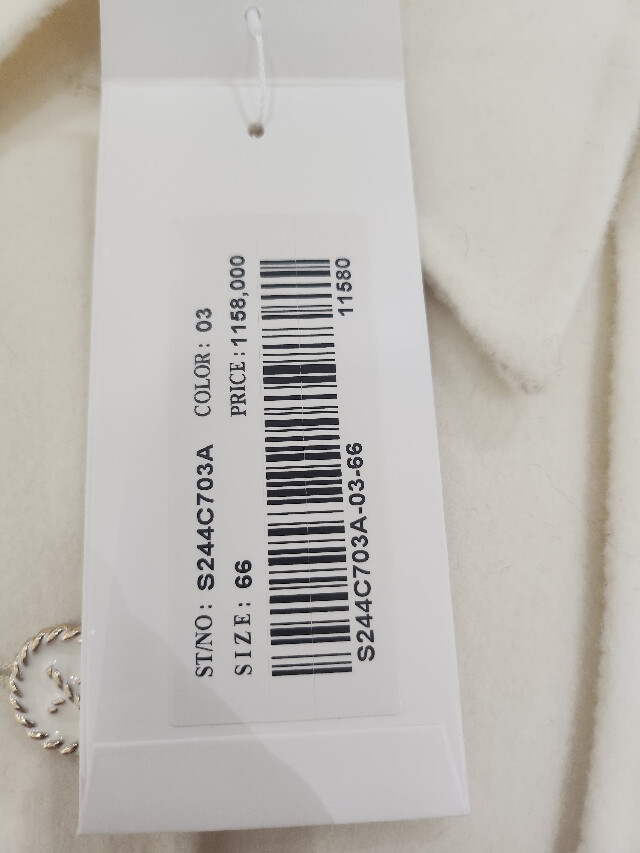 ST/NO: S244C703A COLOR: 03
SIZE: 66 PRICE:1158,000
S244C703A-03-66 11580